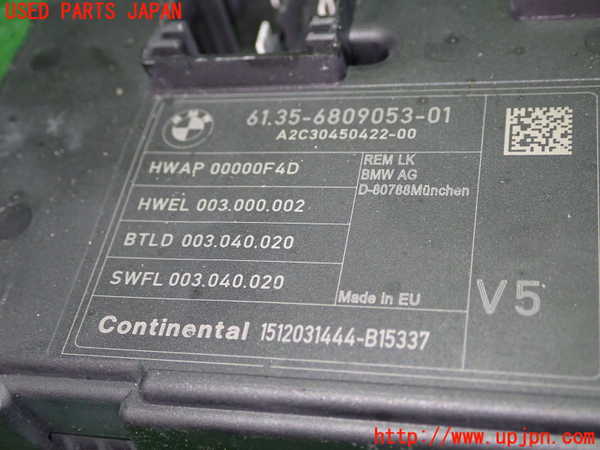 USED PARTS JAPAN
BMW
61.35-6809053-01
A2C30450422-00
HWAP 00000F4D
HWEL 003.000.002
BTLD 003.040.020
SWFL 003.040.020
REM LK
BMW AG
D-80788München
Made in EU
V5
Continental 1512031444-B15337
http://www.upjpn.com/